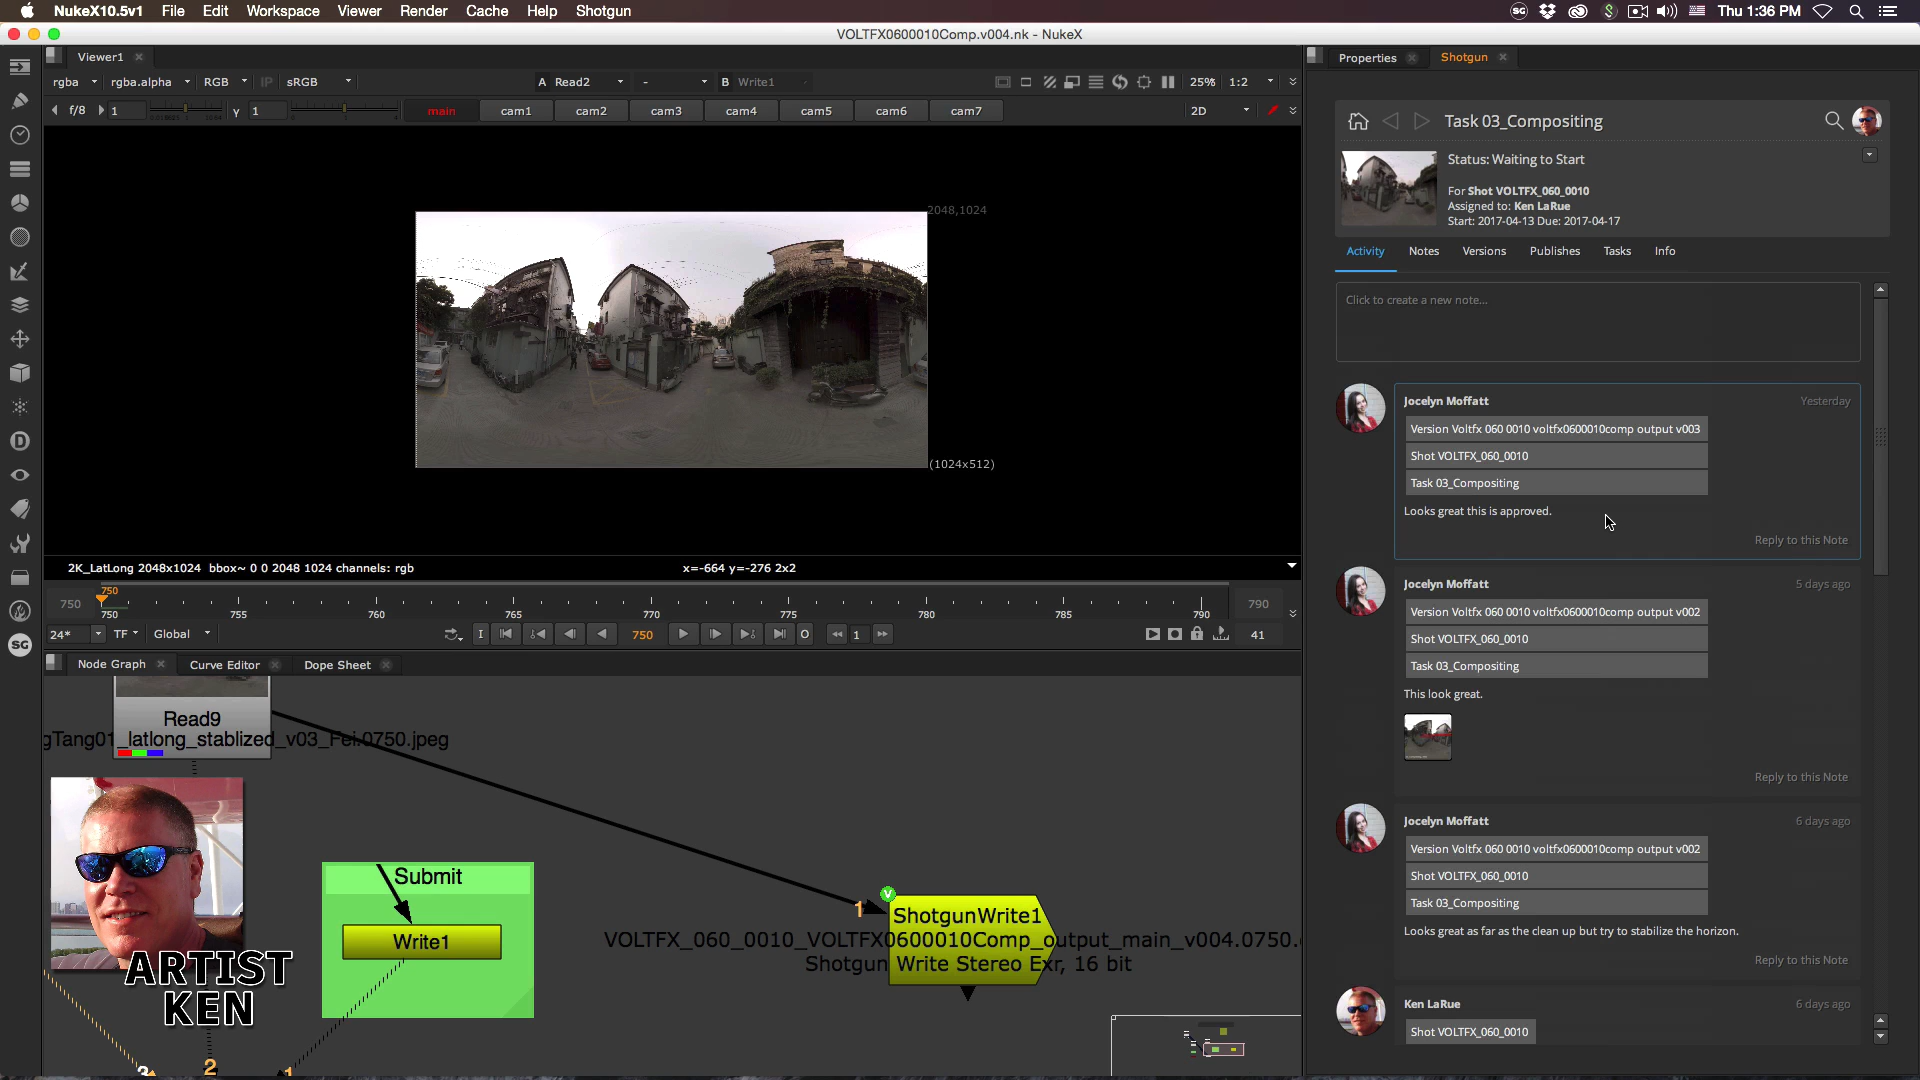 NukeX10.5v1 File Edit Workspace Viewer Render Cache Help Shotgun
Thu 1:36 PM
VOLTFX0600010Comp.v004.nk - NukeX
Viewer1
rgba rgba.alpha RGB IP sRGB A Read2 - B Write1 25% 1:2
f/8 1 y 1 main cam1 cam2 cam3 cam4 cam5 cam6 cam7 2D
2048,1024
(1024x512)
2K_LatLong 2048x1024 bbox~ 0 0 2048 1024 channels: rgb x=-664 y=-276 2x2
750
750 790
750 755 760 765 770 775 780 785 790
24* TF Global I 750 O 1 41
Node Graph Curve Editor Dope Sheet
Read9
gTang01_latlong_stablized_v03_Fei.0750.jpeg
Submit
Write1
1
ShotgunWrite1
VOLTFX_060_0010_VOLTFX0600010Comp_output_main_v004.0750.
Shotgun Write Stereo Exr, 16 bit
ARTIST
KEN
3 2 1
SG
Properties Shotgun
Task 03_Compositing
Status: Waiting to Start
For Shot VOLTFX_060_0010
Assigned to: Ken LaRue
Start: 2017-04-13 Due: 2017-04-17
Activity Notes Versions Publishes Tasks Info
Click to create a new note...
Jocelyn Moffatt Yesterday
Version Voltfx 060 0010 voltfx0600010comp output v003
Shot VOLTFX_060_0010
Task 03_Compositing
Looks great this is approved.
Reply to this Note
Jocelyn Moffatt 5 days ago
Version Voltfx 060 0010 voltfx0600010comp output v002
Shot VOLTFX_060_0010
Task 03_Compositing
This look great.
Reply to this Note
Jocelyn Moffatt 6 days ago
Version Voltfx 060 0010 voltfx0600010comp output v002
Shot VOLTFX_060_0010
Task 03_Compositing
Looks great as far as the clean up but try to stabilize the horizon.
Reply to this Note
Ken LaRue 6 days ago
Shot VOLTFX_060_0010